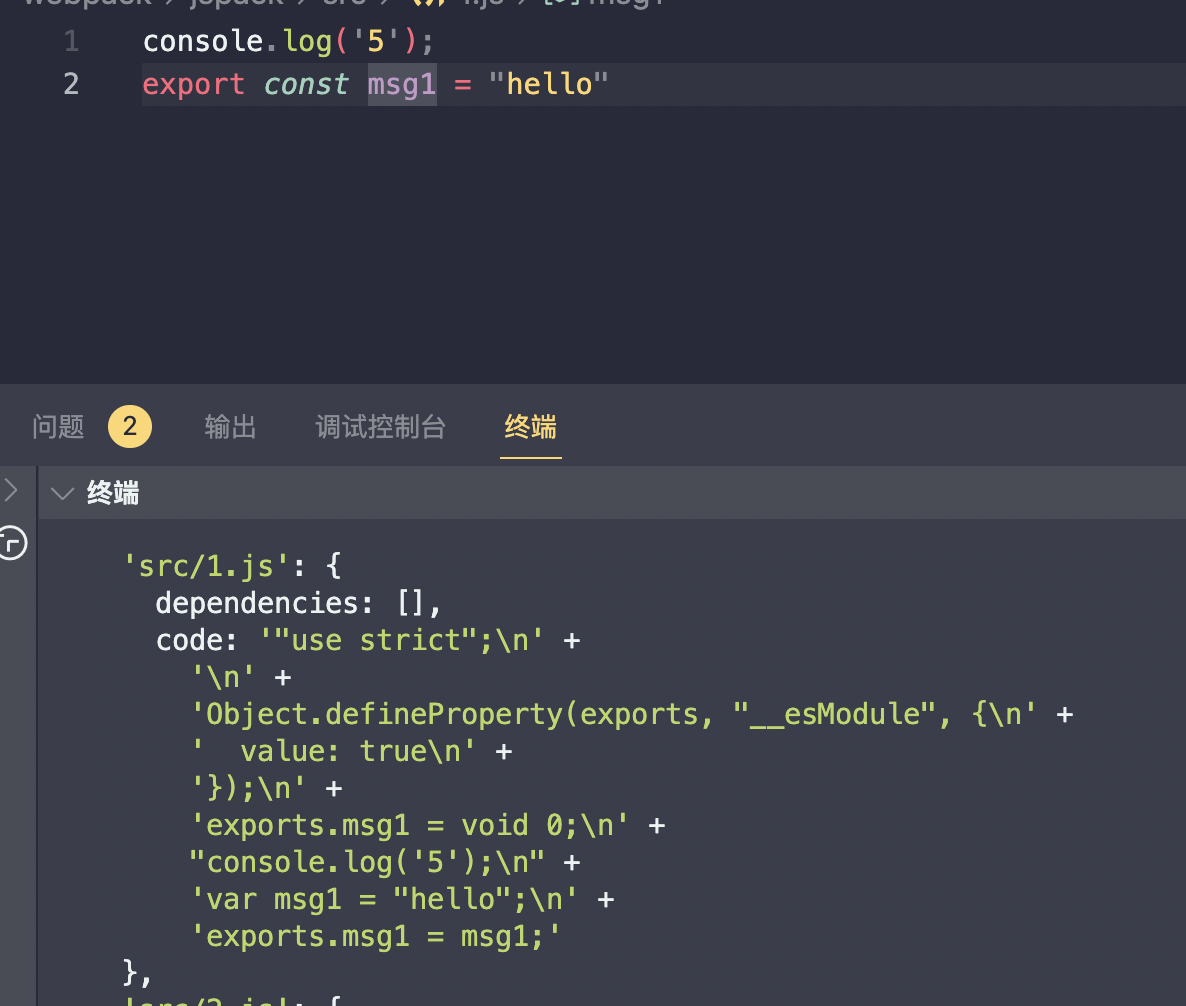 webpack › jspack › src › 1.js › msg1
1 console.log('5');
2 export const msg1 = "hello"
问题 2 输出 调试控制台 终端
终端
'src/1.js': {
dependencies: [],
code: '"use strict";\n' +
'\n' +
'Object.defineProperty(exports, "__esModule", {\n' +
'  value: true\n' +
'});\n' +
'exports.msg1 = void 0;\n' +
"console.log('5');\n" +
'var msg1 = "hello";\n' +
'exports.msg1 = msg1;'
},
'src/2.js': {